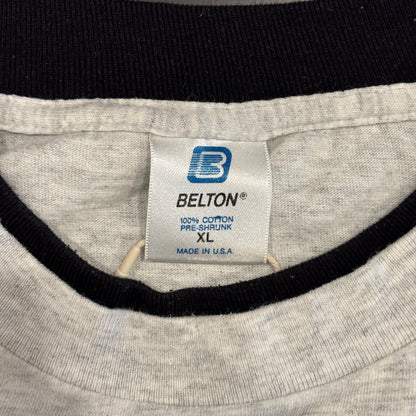 B
BELTON®
100% COTTON
PRE-SHRUNK
XL
MADE IN U.S.A.